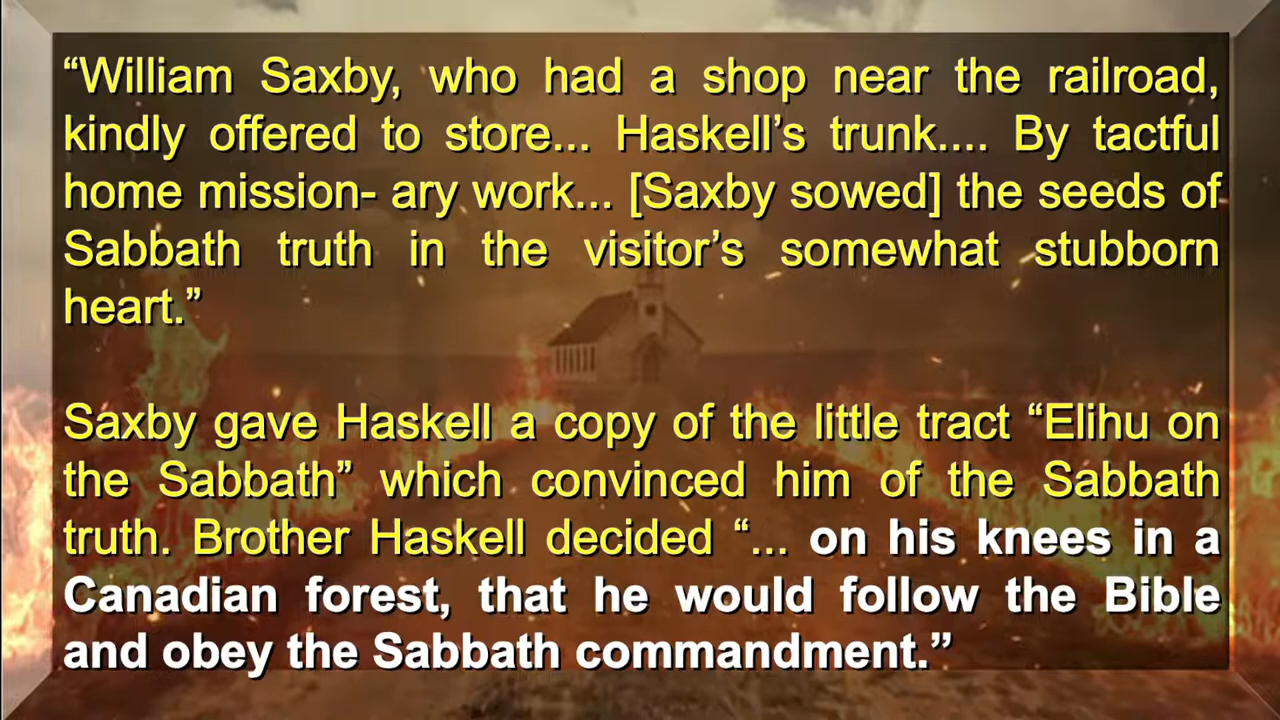 “William Saxby, who had a shop near the railroad,
kindly offered to store... Haskell’s trunk.... By tactful
home mission- ary work... [Saxby sowed] the seeds of
Sabbath truth in the visitor’s somewhat stubborn
heart.”
Saxby gave Haskell a copy of the little tract “Elihu on
the Sabbath” which convinced him of the Sabbath
truth. Brother Haskell decided “... on his knees in a
Canadian forest, that he would follow the Bible
and obey the Sabbath commandment.”